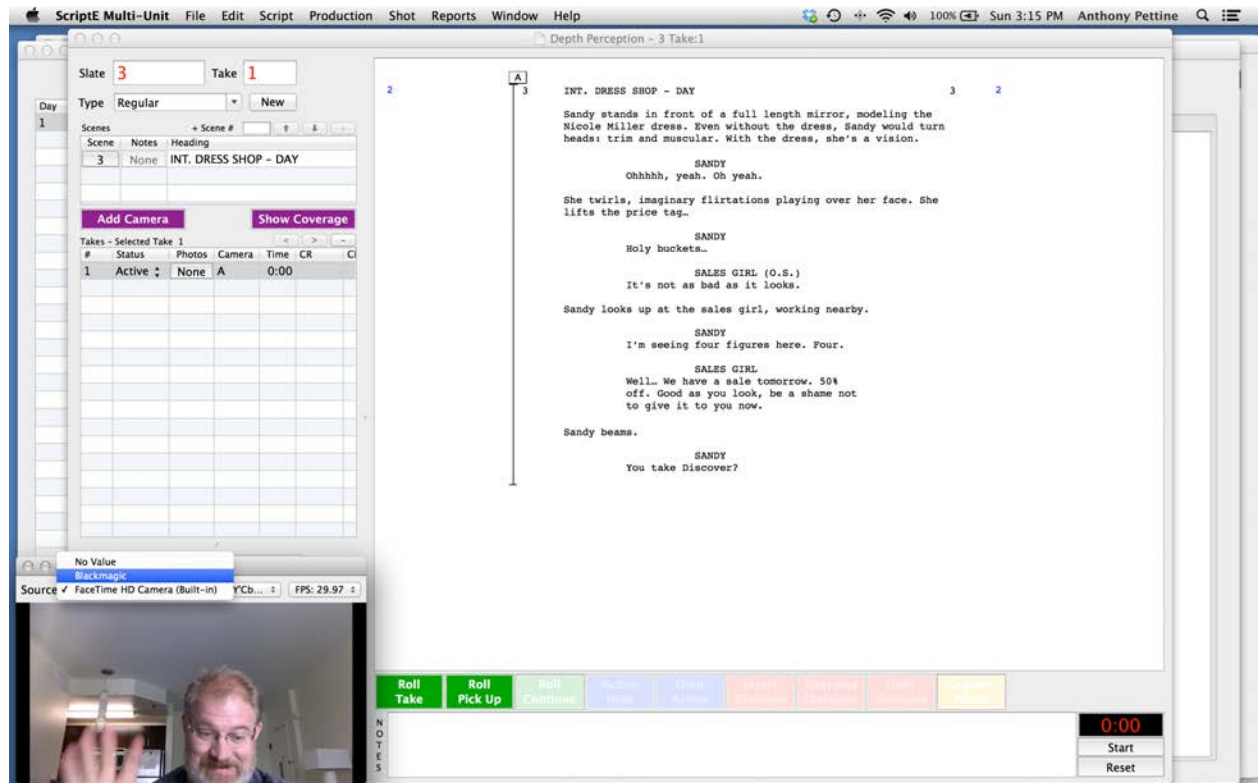 ScriptE Multi-Unit File Edit Script Production Shot Reports Window Help 100% Sun 3:15 PM Anthony Pettine
Depth Perception – 3 Take:1
Slate 3 Take 1
Type Regular New
Scenes + Scene #
Scene Notes Heading
3 None INT. DRESS SHOP – DAY
Add Camera Show Coverage
Takes – Selected Take 1 < > -
# Status Photos Camera Time CR
1 Active None A 0:00
Day
1
A
2 3 INT. DRESS SHOP - DAY 3 2
Sandy stands in front of a full length mirror, modeling the
Nicole Miller dress. Even without the dress, Sandy would turn
heads: trim and muscular. With the dress, she's a vision.
SANDY
Ohhhhh, yeah. Oh yeah.
She twirls, imaginary flirtations playing over her face. She
lifts the price tag…
SANDY
Holy buckets…
SALES GIRL (O.S.)
It's not as bad as it looks.
Sandy looks up at the sales girl, working nearby.
SANDY
I'm seeing four figures here. Four.
SALES GIRL
Well… We have a sale tomorrow. 50%
off. Good as you look, be a shame not
to give it to you now.
Sandy beams.
SANDY
You take Discover?
No Value
Blackmagic
Source ✓ FaceTime HD Camera (Built-in) Y'Cb... FPS: 29.97
Roll Take
Roll Pick Up
Roll Continue
NOTES
0:00
Start
Reset